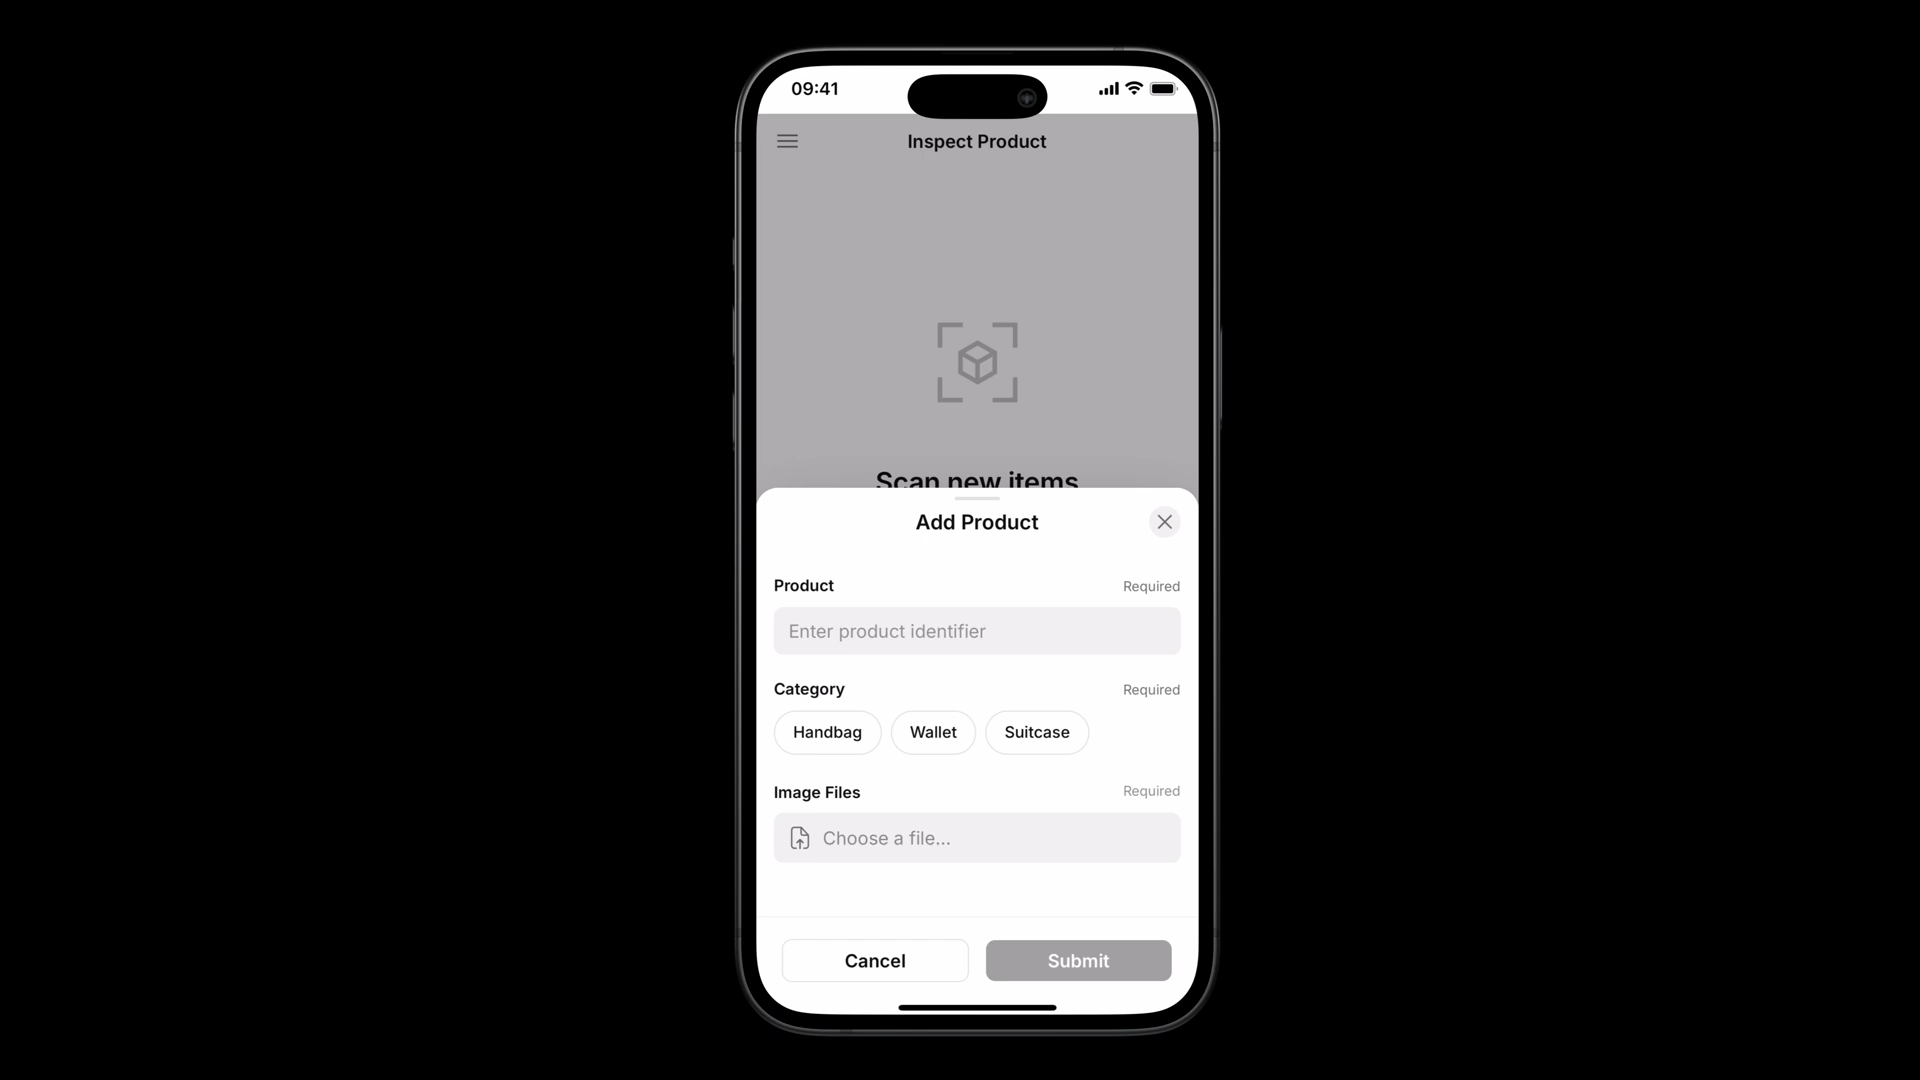 09:41
Inspect Product
Scan new items
Add Product
Product Required
Enter product identifier
Category Required
Handbag Wallet Suitcase
Image Files Required
Choose a file...
Cancel Submit